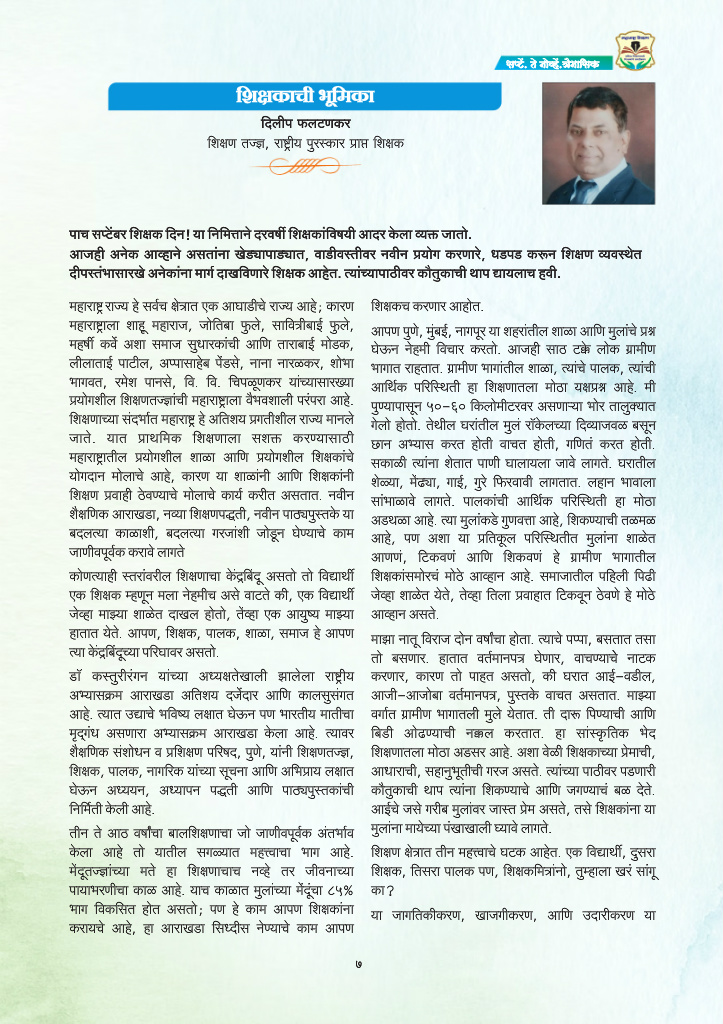 सप्टें. ते नोव्हें.त्रैमासिक
शिक्षकाची भूमिका
दिलीप फलटणकर
शिक्षण तज्ज्ञ, राष्ट्रीय पुरस्कार प्राप्त शिक्षक
पाच सप्टेंबर शिक्षक दिन! या निमित्ताने दरवर्षी शिक्षकांविषयी आदर केला व्यक्त जातो.
आजही अनेक आव्हाने असतांना खेड्यापाड्यात, वाडीवस्तीवर नवीन प्रयोग करणारे, धडपड करून शिक्षण व्यवस्थेत
दीपस्तंभासारखे अनेकांना मार्ग दाखविणारे शिक्षक आहेत. त्यांच्यापाठीवर कौतुकाची थाप द्यायलाच हवी.
महाराष्ट्र राज्य हे सर्वच क्षेत्रात एक आघाडीचे राज्य आहे; कारण
महाराष्ट्राला शाहू महाराज, जोतिबा फुले, सावित्रीबाई फुले,
महर्षी कर्वे अशा समाज सुधारकांची आणि ताराबाई मोडक,
लीलाताई पाटील, अप्पासाहेब पेंडसे, नाना नारळकर, शोभा
भागवत, रमेश पानसे, वि. वि. चिपळूणकर यांच्यासारख्या
प्रयोगशील शिक्षणतज्ज्ञांची महाराष्ट्राला वैभवशाली परंपरा आहे.
शिक्षणाच्या संदर्भात महाराष्ट्र हे अतिशय प्रगतीशील राज्य मानले
जाते. यात प्राथमिक शिक्षणाला सशक्त करण्यासाठी
महाराष्ट्रातील प्रयोगशील शाळा आणि प्रयोगशील शिक्षकांचे
योगदान मोलाचे आहे, कारण या शाळांनी आणि शिक्षकांनी
शिक्षण प्रवाही ठेवण्याचे मोलाचे कार्य करीत असतात. नवीन
शैक्षणिक आराखडा, नव्या शिक्षणपद्धती, नवीन पाठ्यपुस्तके या
बदलत्या काळाशी, बदलत्या गरजांशी जोडून घेण्याचे काम
जाणीवपूर्वक करावे लागते
कोणत्याही स्तरांवरील शिक्षणाचा केंद्रबिंदू असतो तो विद्यार्थी
एक शिक्षक म्हणून मला नेहमीच असे वाटते की, एक विद्यार्थी
जेव्हा माझ्या शाळेत दाखल होतो, तेंव्हा एक आयुष्य माझ्या
हातात येते. आपण, शिक्षक, पालक, शाळा, समाज हे आपण
त्या केंद्रबिंदूच्या परिघावर असतो.
डॉ कस्तुरीरंगन यांच्या अध्यक्षतेखाली झालेला राष्ट्रीय
अभ्यासक्रम आराखडा अतिशय दर्जेदार आणि कालसुसंगत
आहे. त्यात उद्याचे भविष्य लक्षात घेऊन पण भारतीय मातीचा
मृद्‌गंध असणारा अभ्यासक्रम आराखडा केला आहे. त्यावर
शैक्षणिक संशोधन व प्रशिक्षण परिषद, पुणे, यांनी शिक्षणतज्ज्ञ,
शिक्षक, पालक, नागरिक यांच्या सूचना आणि अभिप्राय लक्षात
घेऊन अध्ययन, अध्यापन पद्धती आणि पाठ्यपुस्तकांची
निर्मिती केली आहे.
तीन ते आठ वर्षांचा बालशिक्षणाचा जो जाणीवपूर्वक अंतर्भाव
केला आहे तो यातील सगळ्यात महत्त्वाचा भाग आहे.
मेंदूतज्ज्ञांच्या मते हा शिक्षणाचाच नव्हे तर जीवनाच्या
पायाभरणीचा काळ आहे. याच काळात मुलांच्या मेंदूंचा ८५%
भाग विकसित होत असतो; पण हे काम आपण शिक्षकांना
करायचे आहे, हा आराखडा सिध्दीस नेण्याचे काम आपण
शिक्षकच करणार आहोत.
आपण पुणे, मुंबई, नागपूर या शहरांतील शाळा आणि मुलांचे प्रश्न
घेऊन नेहमी विचार करतो. आजही साठ टक्के लोक ग्रामीण
भागात राहतात. ग्रामीण भागांतील शाळा, त्यांचे पालक, त्यांची
आर्थिक परिस्थिती हा शिक्षणातला मोठा यक्षप्रश्न आहे. मी
पुण्यापासून ५०-६० किलोमीटरवर असणाऱ्या भोर तालुक्यात
गेलो होतो. तेथील घरांतील मुलं रॉकेलच्या दिव्याजवळ बसून
छान अभ्यास करत होती वाचत होती, गणितं करत होती.
सकाळी त्यांना शेतात पाणी घालायला जावे लागते. घरातील
शेळ्या, मेंढ्या, गाई, गुरे फिरवावी लागतात. लहान भावाला
सांभाळावे लागते. पालकांची आर्थिक परिस्थिती हा मोठा
अडथळा आहे. त्या मुलांकडे गुणवत्ता आहे, शिकण्याची तळमळ
आहे, पण अशा या प्रतिकूल परिस्थितीत मुलांना शाळेत
आणणं, टिकवणं आणि शिकवणं हे ग्रामीण भागातील
शिक्षकांसमोरचं मोठे आव्हान आहे. समाजातील पहिली पिढी
जेव्हा शाळेत येते, तेव्हा तिला प्रवाहात टिकवून ठेवणे हे मोठे
आव्हान असते.
माझा नातू विराज दोन वर्षांचा होता. त्याचे पप्पा, बसतात तसा
तो बसणार. हातात वर्तमानपत्र घेणार, वाचण्याचे नाटक
करणार, कारण तो पाहत असतो, की घरात आई-वडील,
आजी-आजोबा वर्तमानपत्र, पुस्तके वाचत असतात. माझ्या
वर्गात ग्रामीण भागातली मुले येतात. ती दारू पिण्याची आणि
बिडी ओढण्याची नक्कल करतात. हा सांस्कृतिक भेद
शिक्षणातला मोठा अडसर आहे. अशा वेळी शिक्षकाच्या प्रेमाची,
आधाराची, सहानुभूतीची गरज असते. त्यांच्या पाठीवर पडणारी
कौतुकाची थाप त्यांना शिकण्याचे आणि जगण्याचं बळ देते.
आईचे जसे गरीब मुलांवर जास्त प्रेम असते, तसे शिक्षकांना या
मुलांना मायेच्या पंखाखाली घ्यावे लागते.
शिक्षण क्षेत्रात तीन महत्त्वाचे घटक आहेत. एक विद्यार्थी, दुसरा
शिक्षक, तिसरा पालक पण, शिक्षकमित्रांनो, तुम्हाला खरं सांगू
का?
या जागतिकीकरण, खाजगीकरण, आणि उदारीकरण या
७